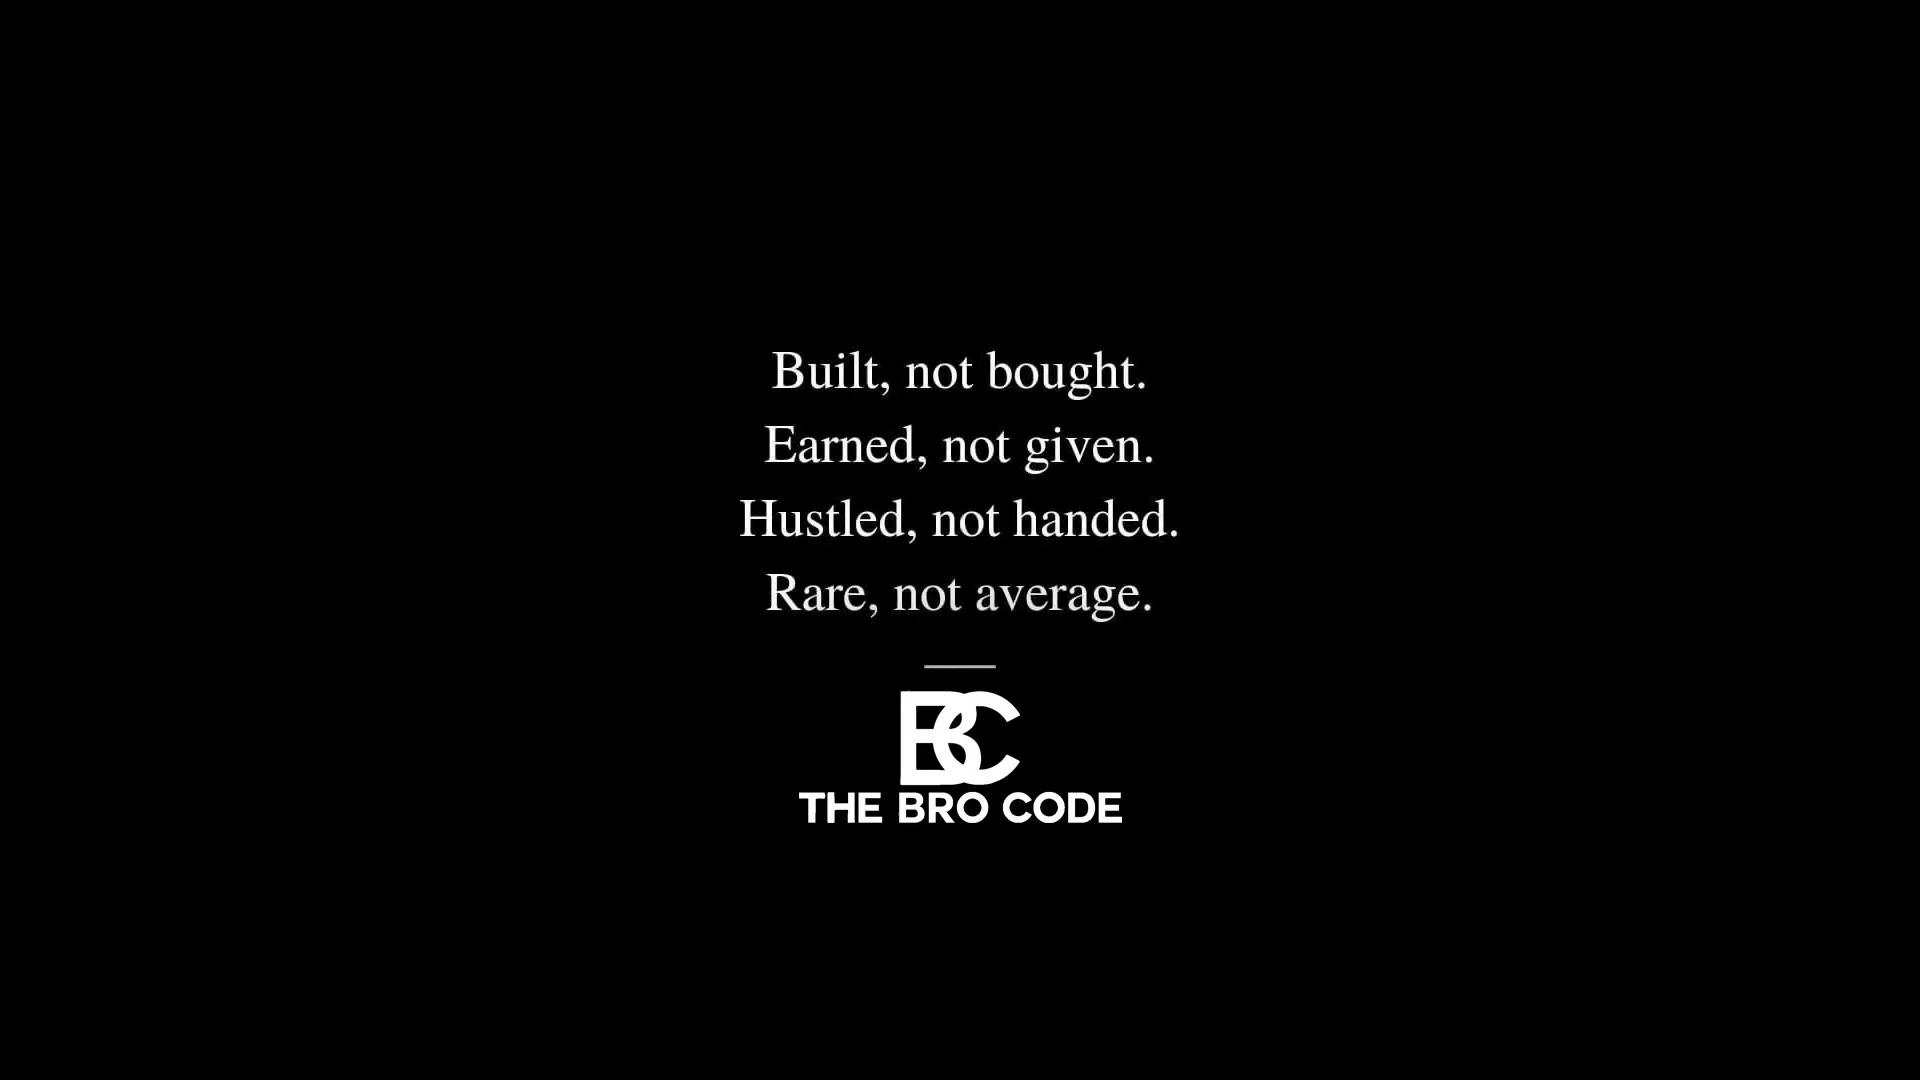 Built, not bought.
Earned, not given.
Hustled, not handed.
Rare, not average.
BC
THE BRO CODE